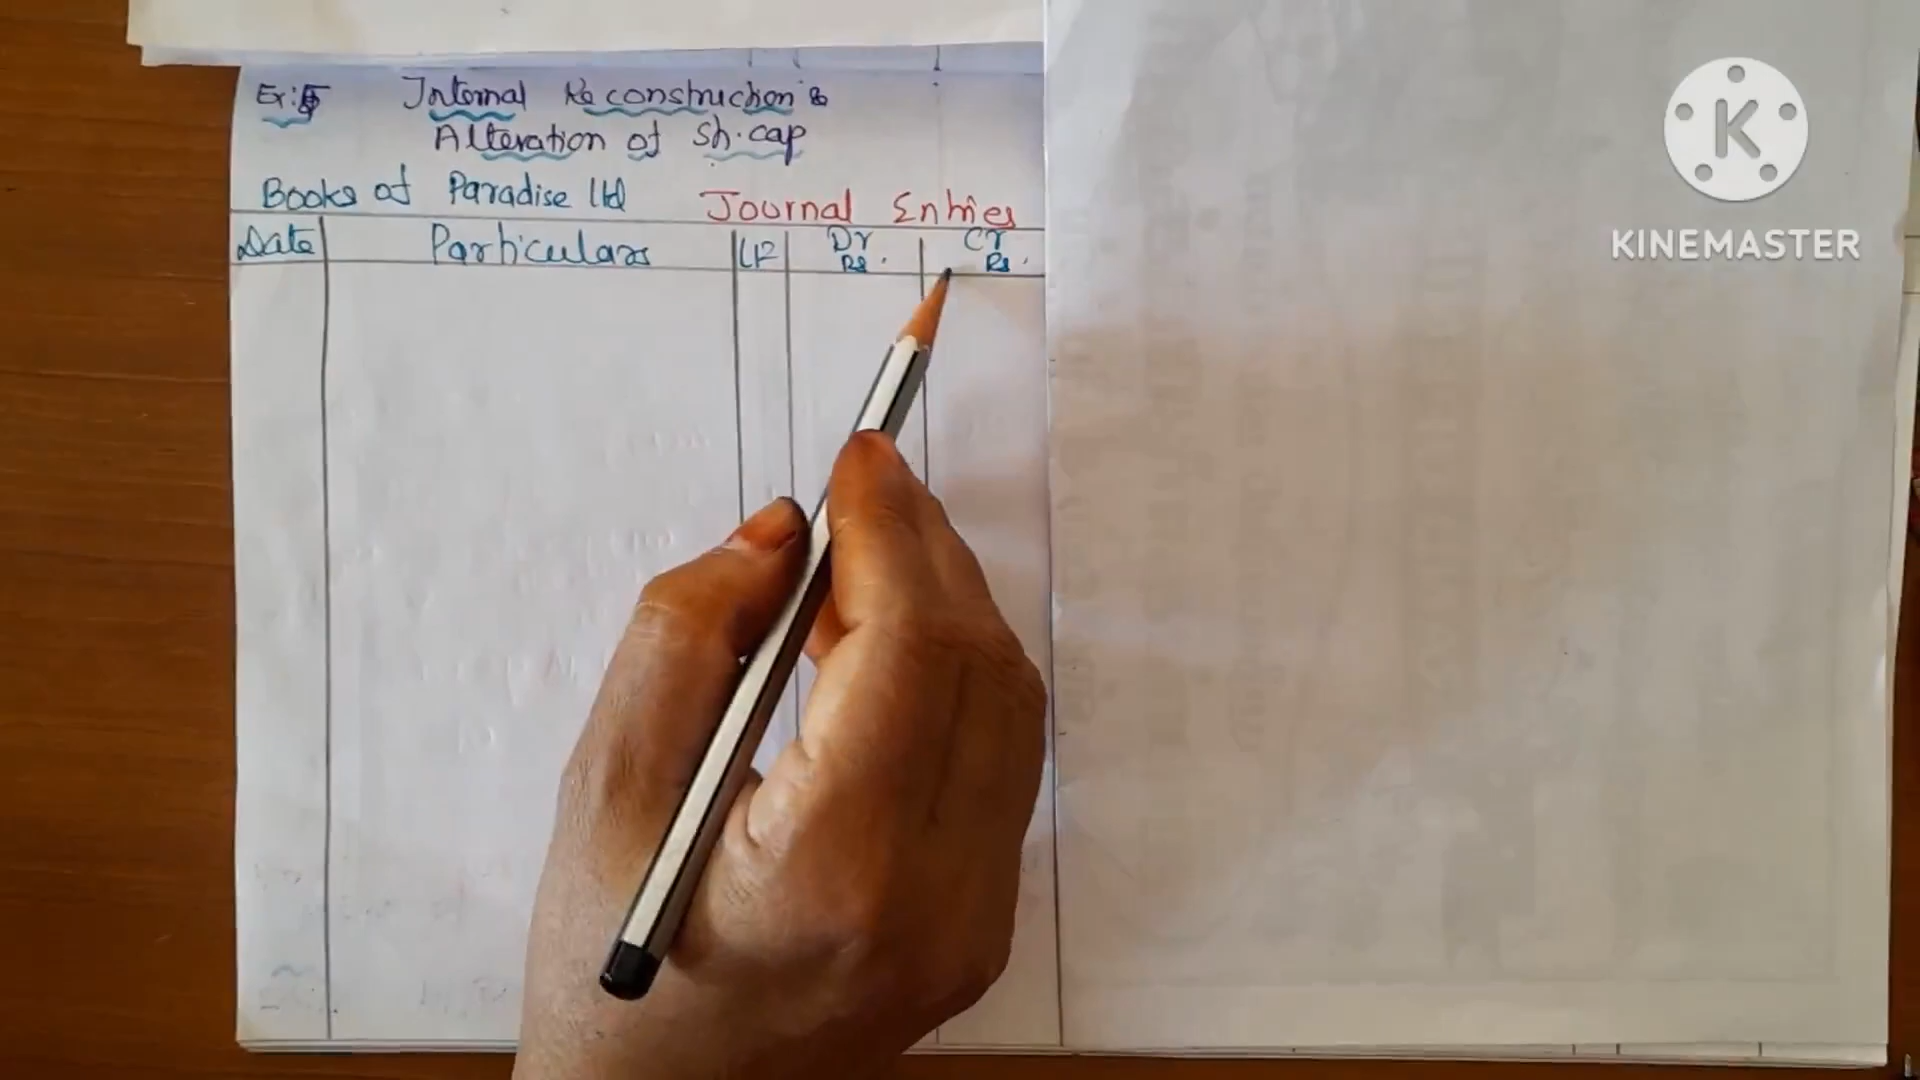 Ex:5 Internal Reconstruction &
Alteration of Sh.cap
Books of Paradise Ltd Journal Entries
Date Particulars LF Dr Rs. Cr Rs.
K
KINEMASTER